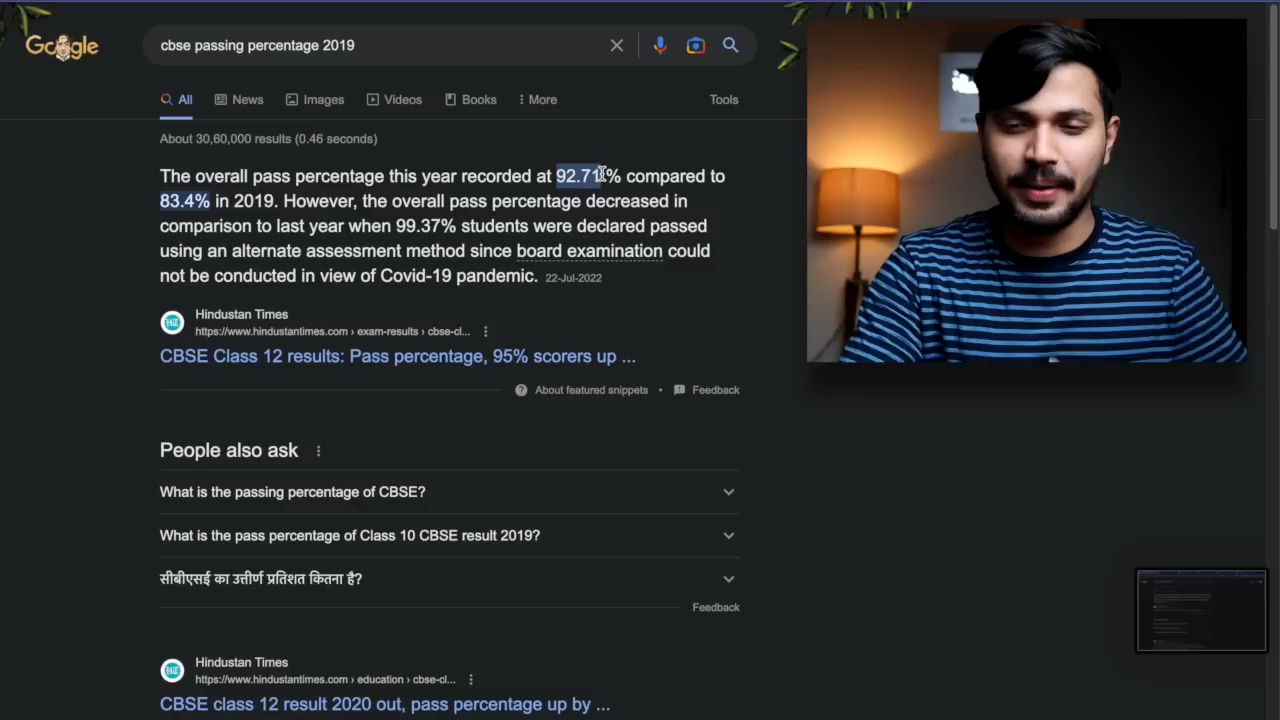 Google
cbse passing percentage 2019
All
News
Images
Videos
Books
More
Tools
About 30,60,000 results (0.46 seconds)
The overall pass percentage this year recorded at 92.71% compared to
83.4% in 2019. However, the overall pass percentage decreased in
comparison to last year when 99.37% students were declared passed
using an alternate assessment method since board examination could
not be conducted in view of Covid-19 pandemic. 22-Jul-2022
Hindustan Times
https://www.hindustantimes.com › exam-results › cbse-cl...
CBSE Class 12 results: Pass percentage, 95% scorers up ...
About featured snippets • Feedback
People also ask
What is the passing percentage of CBSE?
What is the pass percentage of Class 10 CBSE result 2019?
सीबीएसई का उत्तीर्ण प्रतिशत कितना है?
Feedback
Hindustan Times
https://www.hindustantimes.com › education › cbse-cl...
CBSE class 12 result 2020 out, pass percentage up by ...